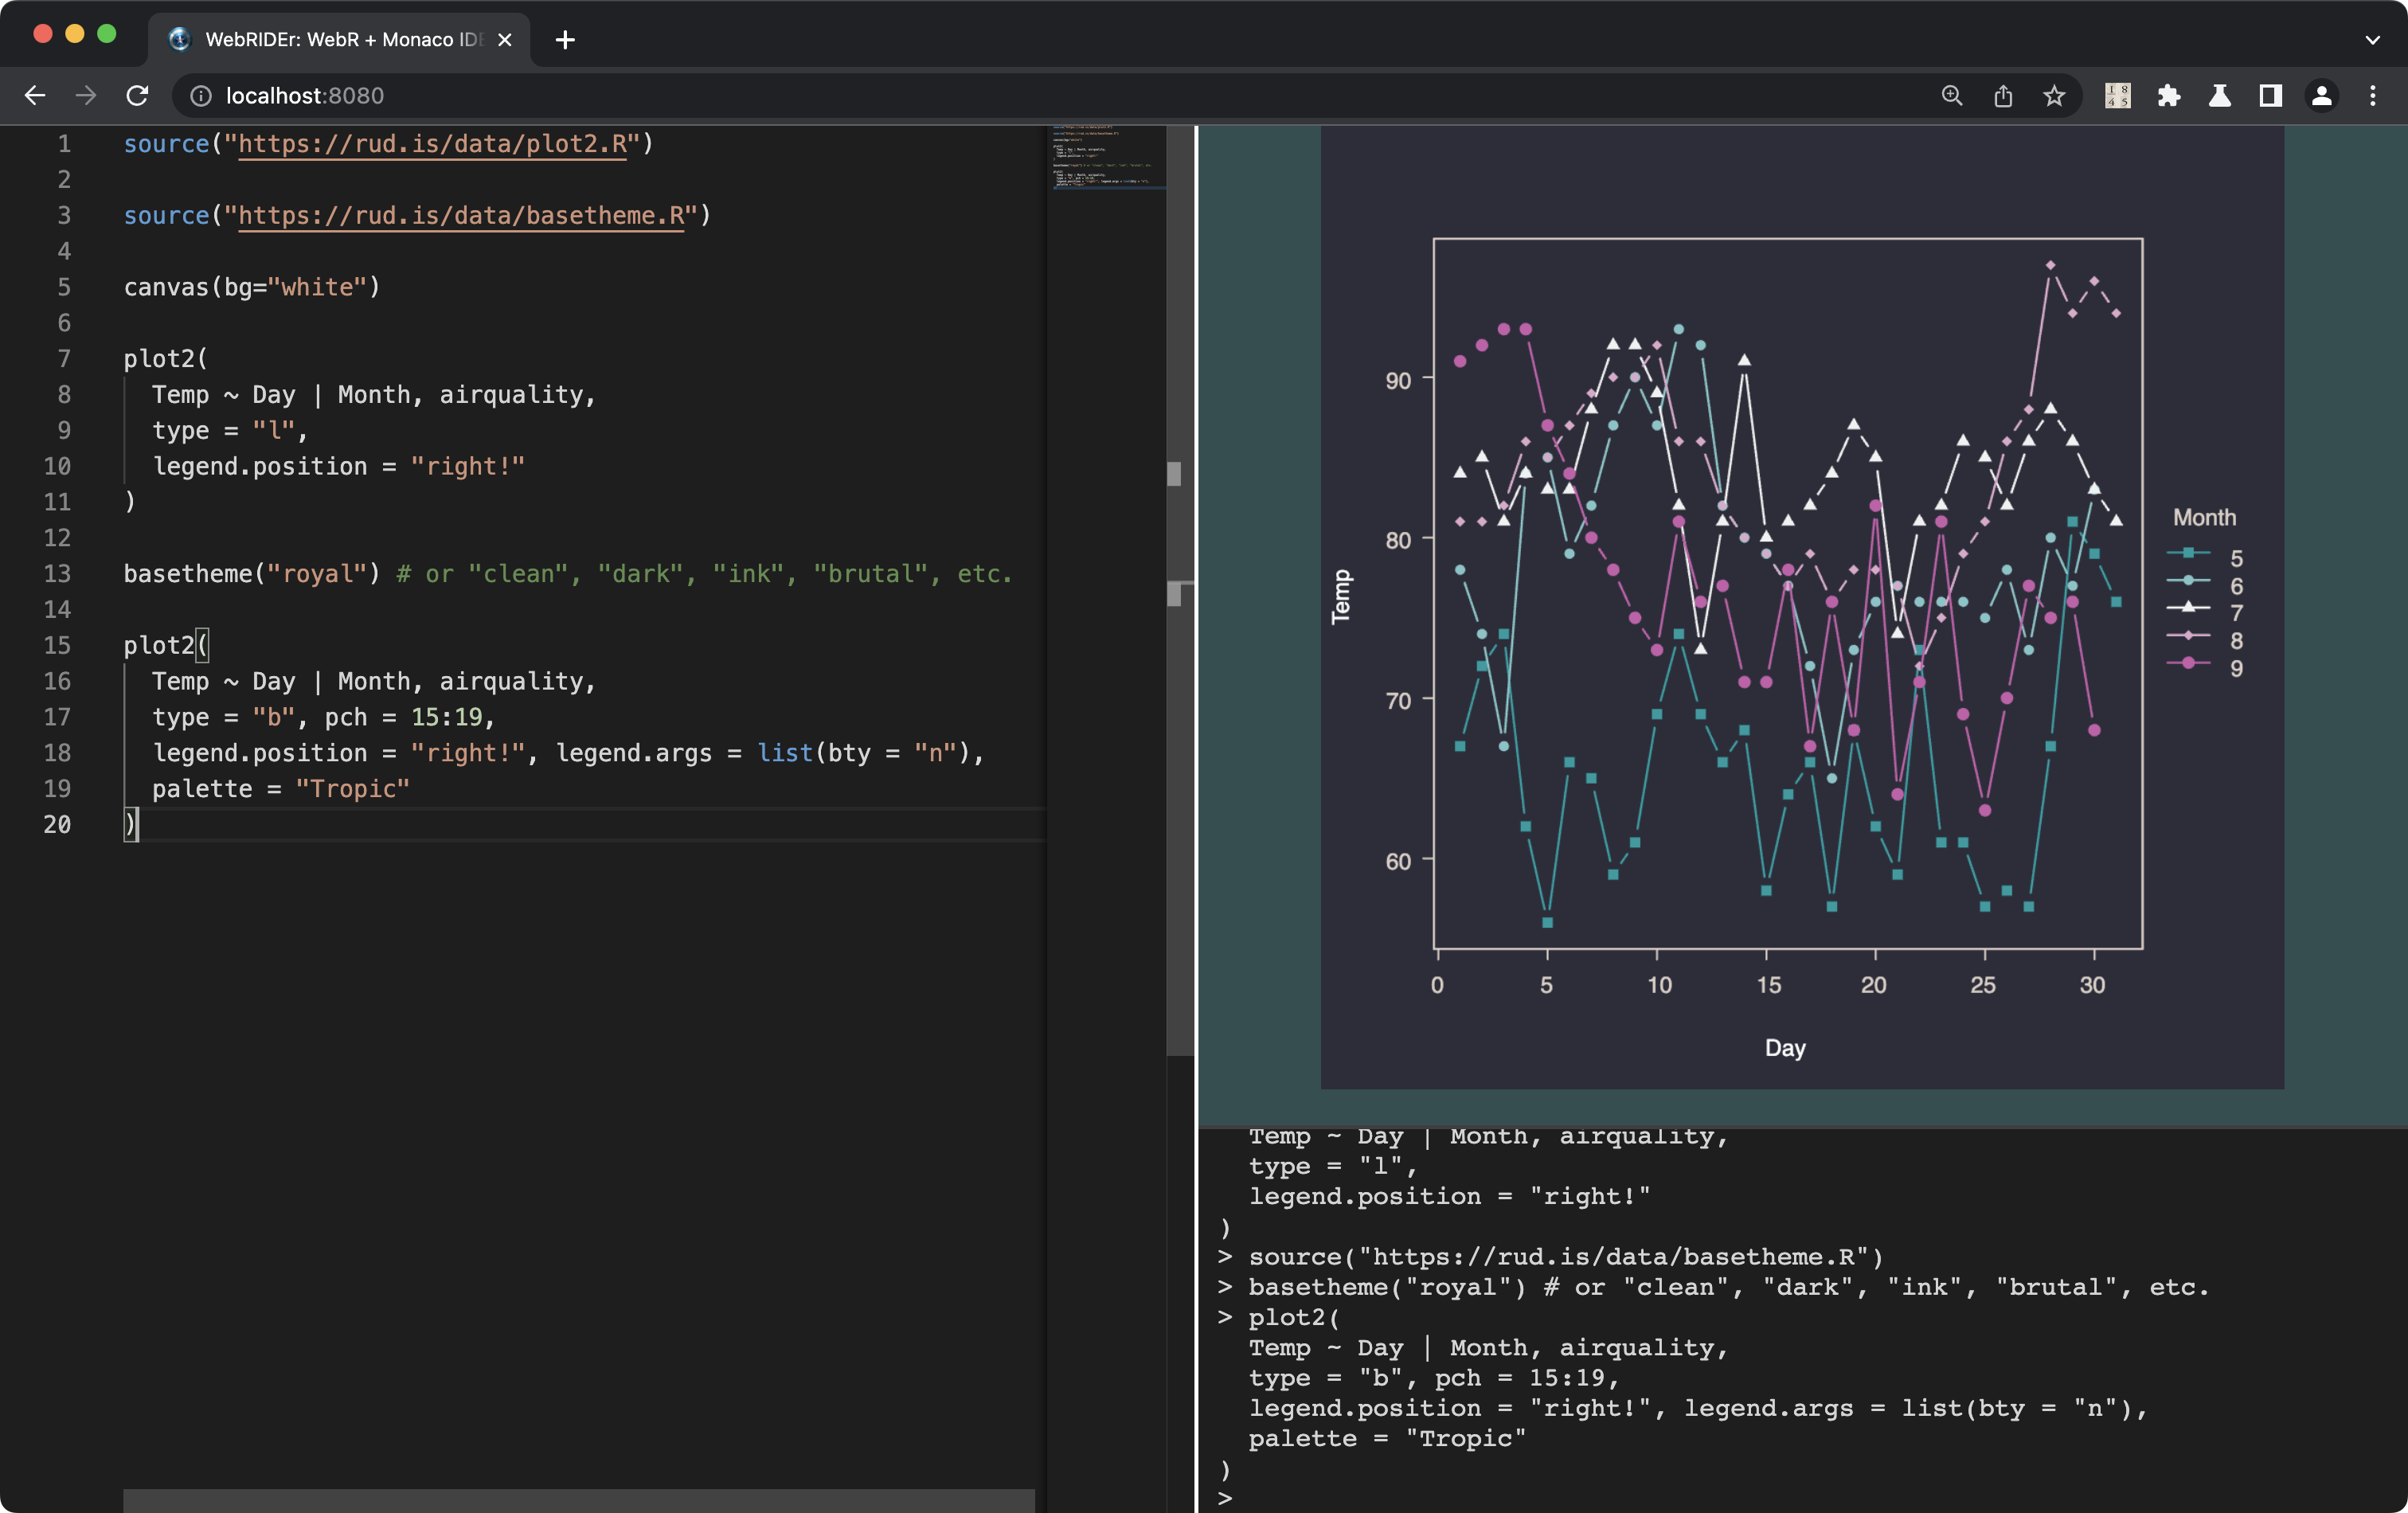 WebRIDEr: WebR + Monaco IDE
localhost:8080
1 source("https://rud.is/data/plot2.R")
2
3 source("https://rud.is/data/basetheme.R")
4
5 canvas(bg="white")
6
7 plot2(
8 Temp ~ Day | Month, airquality,
9 type = "l",
10 legend.position = "right!"
11 )
12
13 basetheme("royal") # or "clean", "dark", "ink", "brutal", etc.
14
15 plot2(
16 Temp ~ Day | Month, airquality,
17 type = "b", pch = 15:19,
18 legend.position = "right!", legend.args = list(bty = "n"),
19 palette = "Tropic"
20 )
90
80
70
60
Temp
0 5 10 15 20 25 30
Day
Month
5
6
7
8
9
Temp ~ Day | Month, airquality,
type = "l",
legend.position = "right!"
)
> source("https://rud.is/data/basetheme.R")
> basetheme("royal") # or "clean", "dark", "ink", "brutal", etc.
> plot2(
Temp ~ Day | Month, airquality,
type = "b", pch = 15:19,
legend.position = "right!", legend.args = list(bty = "n"),
palette = "Tropic"
)
>